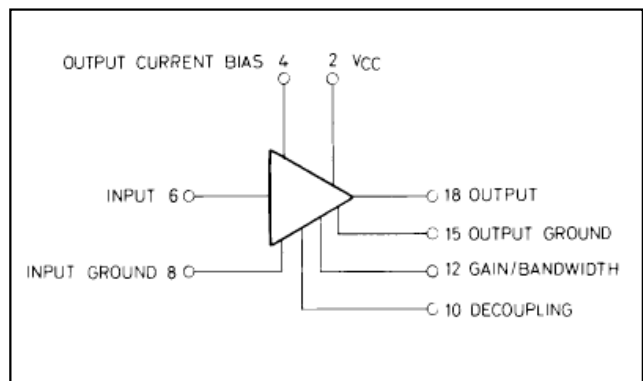 OUTPUT CURRENT BIAS 4
2 VCC
INPUT 6
18 OUTPUT
15 OUTPUT GROUND
INPUT GROUND 8
12 GAIN/BANDWIDTH
10 DECOUPLING